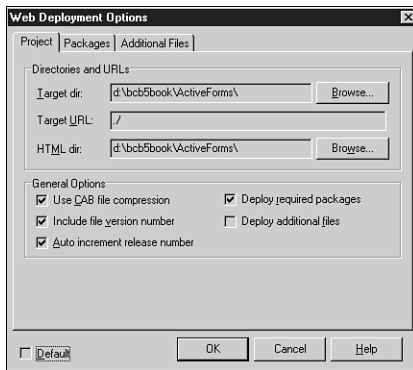 Web Deployment Options
Project Packages Additional Files
Directories and URLs
Target dir: d:\bcb5book\ActiveForms\ Browse...
Target URL: ./
HTML dir: d:\bcb5book\ActiveForms\ Browse...
General Options
Use CAB file compression Deploy required packages
Include file version number Deploy additional files
Auto increment release number
Default OK Cancel Help